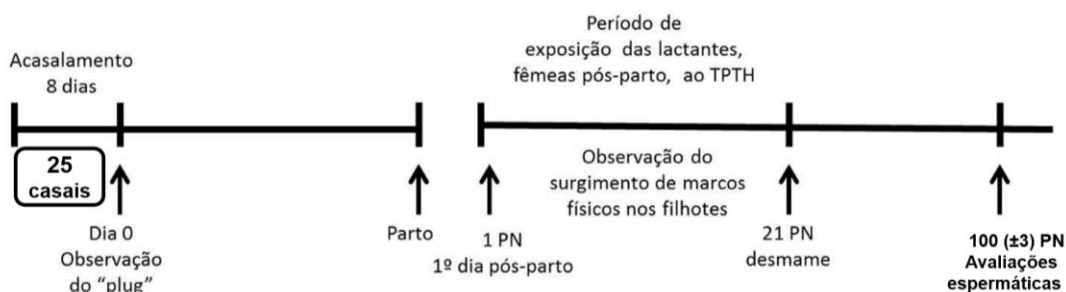 Acasalamento
8 dias
25
casais
Dia 0
Observação
do “plug”
Parto
Período de
exposição das lactantes,
fêmeas pós-parto, ao TPTH
Observação do
surgimento de marcos
físicos nos filhotes
1 PN
1º dia pós-parto
21 PN
desmame
100 (±3) PN
Avaliações
espermáticas